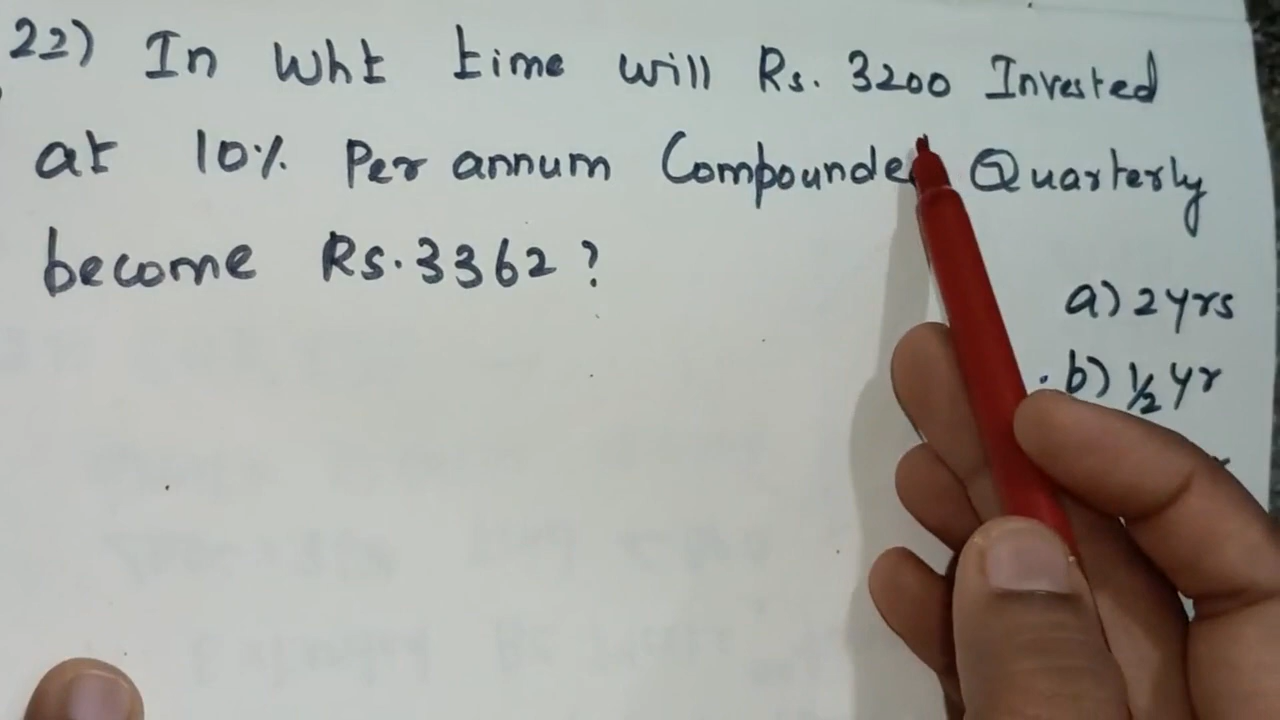 22) In Wht time will Rs. 3200 Invested
at 10% Per annum Compounde Quarterly
become Rs.3362 ?
a) 2yrs
b) ½ yr